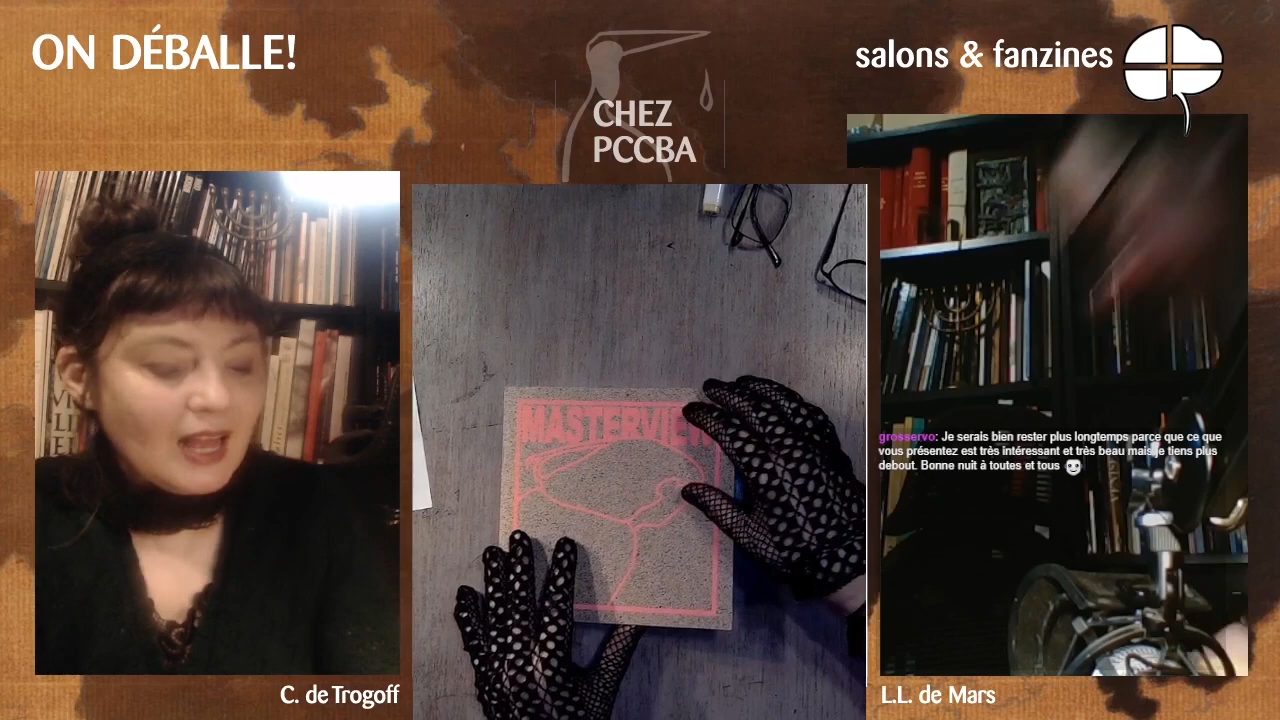 ON DÉBALLE!
CHEZ
PCCBA
salons & fanzines
MASTERVIEW
grosservo: Je serais bien rester plus longtemps parce que ce que
vous présentez est très intéressant et très beau mais je tiens plus
debout. Bonne nuit à toutes et tous
C. de Trogoff
L.L. de Mars